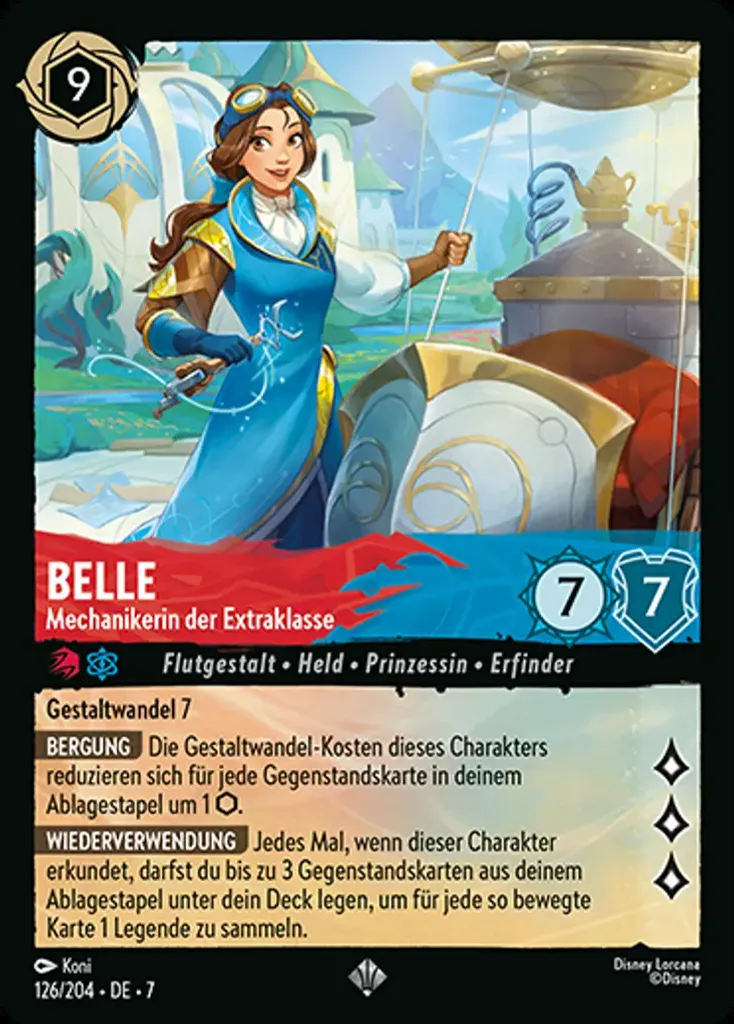 9
BELLE
Mechanikerin der Extraklasse
7 7
Flutgestalt • Held • Prinzessin • Erfinder
Gestaltwandel 7
BERGUNG Die Gestaltwandel-Kosten dieses Charakters
reduzieren sich für jede Gegenstandskarte in deinem
Ablagestapel um 1 ⬡.
WIEDERVERWENDUNG Jedes Mal, wenn dieser Charakter
erkundet, darfst du bis zu 3 Gegenstandskarten aus deinem
Ablagestapel unter dein Deck legen, um für jede so bewegte
Karte 1 Legende zu sammeln.
Koni
126/204 • DE • 7
Disney Lorcana
©Disney